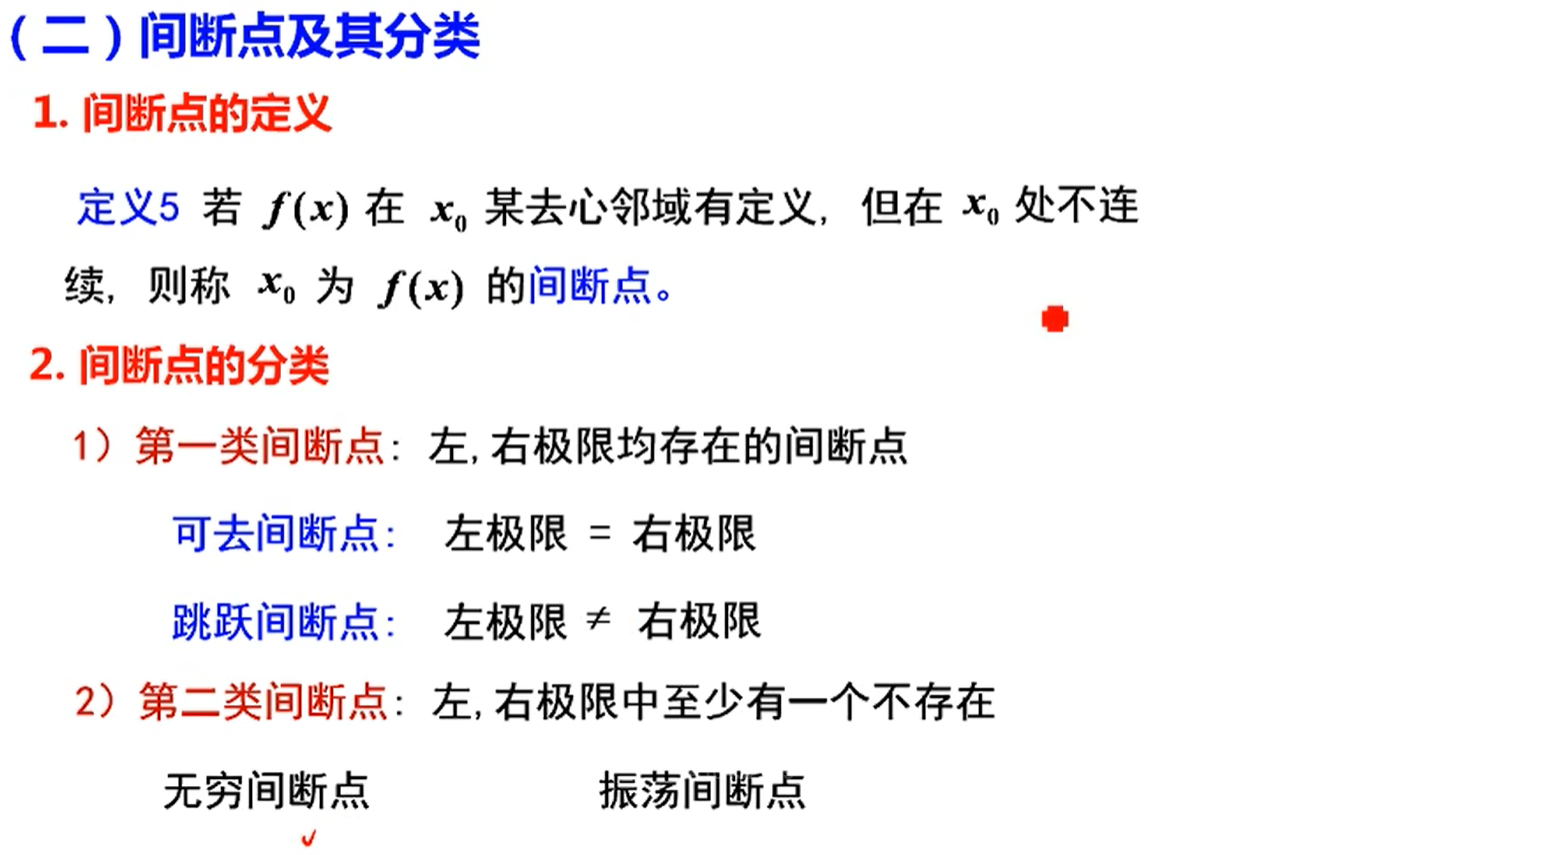 （二）间断点及其分类
1. 间断点的定义
定义5 若 f(x) 在 x₀ 某去心邻域有定义, 但在 x₀ 处不连
续, 则称 x₀ 为 f(x) 的间断点。
2. 间断点的分类
1）第一类间断点: 左, 右极限均存在的间断点
可去间断点: 左极限 = 右极限
跳跃间断点: 左极限 ≠ 右极限
2）第二类间断点: 左, 右极限中至少有一个不存在
无穷间断点 振荡间断点